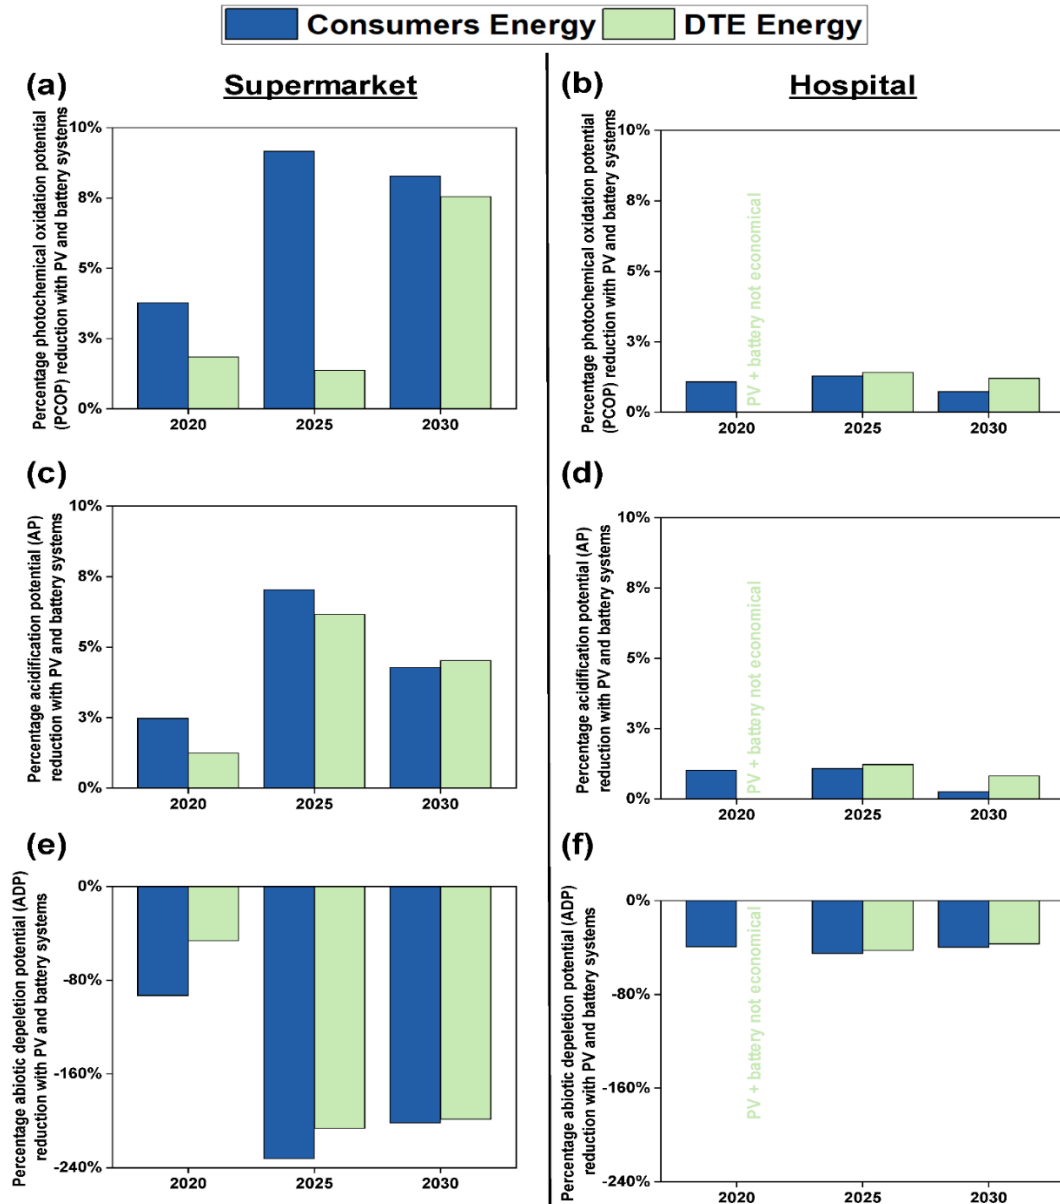 Consumers Energy DTE Energy
(a) Supermarket
Percentage photochemical oxidation potential
(PCOP) reduction with PV and battery systems
10%
8%
5%
3%
0%
2020 2025 2030
(b) Hospital
Percentage photochemical oxidation potential
(PCOP) reduction with PV and battery systems
10%
8%
5%
3%
0%
PV + battery not economical
2020 2025 2030
(c)
Percentage acidification potential (AP)
reduction with PV and battery systems
10%
8%
5%
3%
0%
2020 2025 2030
(d)
Percentage acidification potential (AP)
reduction with PV and battery systems
10%
8%
5%
3%
0%
PV + battery not economical
2020 2025 2030
(e)
Percentage abiotic depeletion potential (ADP)
reduction with PV and battery systems
0%
-80%
-160%
-240%
2020 2025 2030
(f)
Percentage abiotic depeletion potential (ADP)
reduction with PV and battery systems
0%
-80%
-160%
-240%
PV + battery not economical
2020 2025 2030